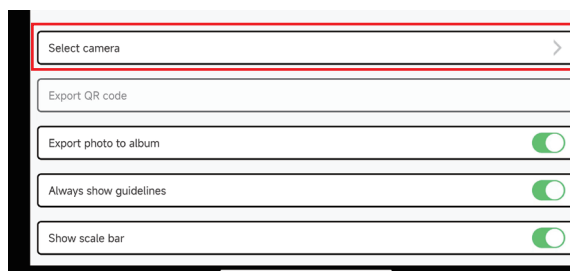 Select camera
Export QR code
Export photo to album
Always show guidelines
Show scale bar